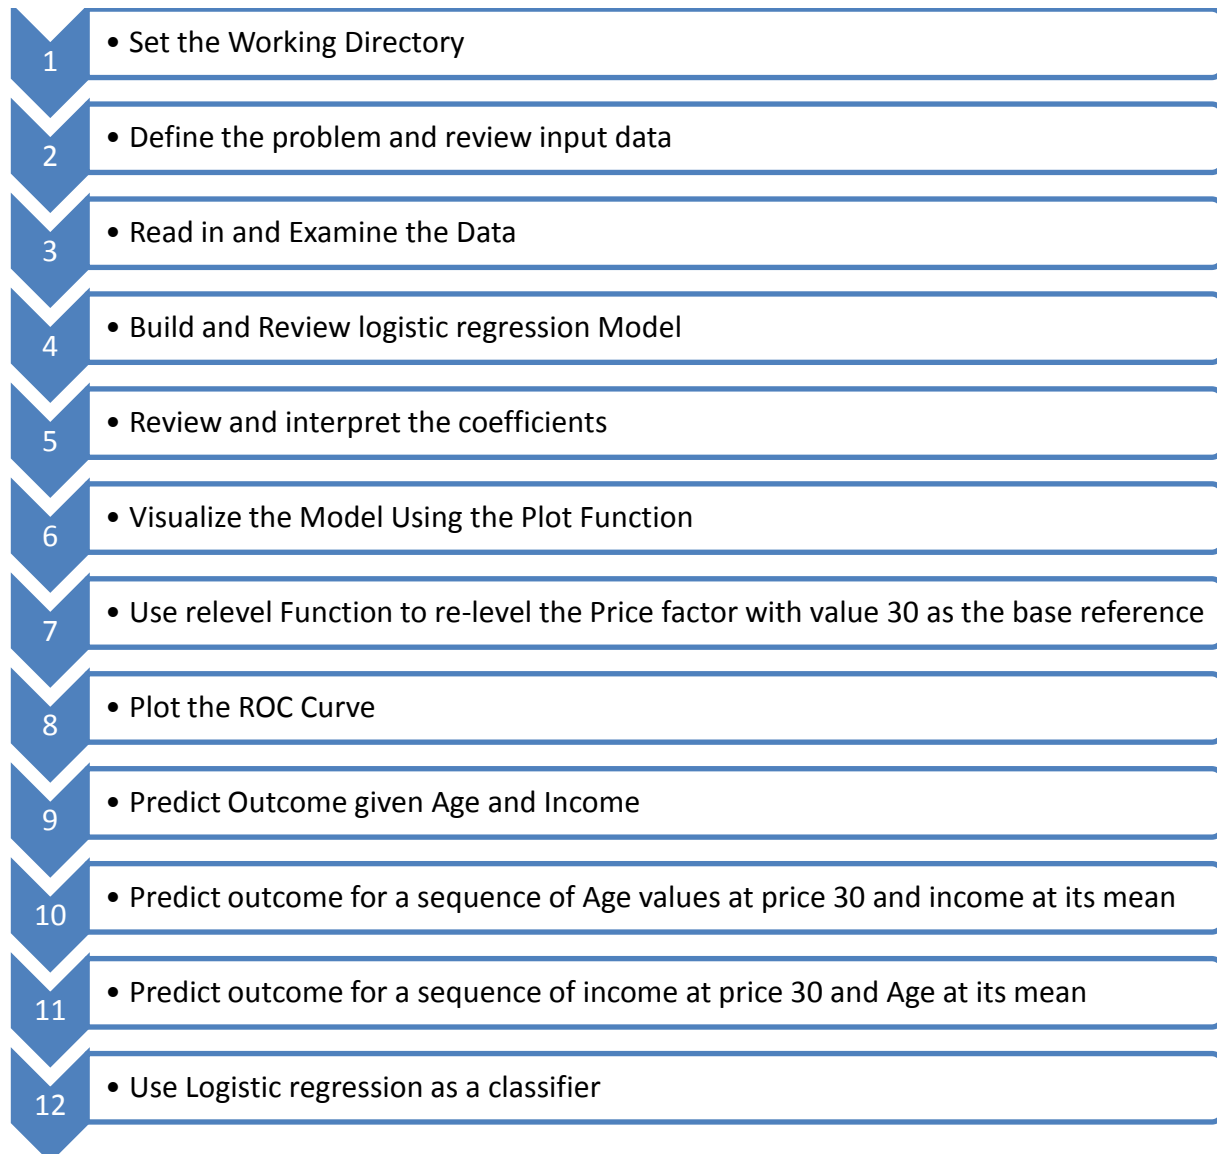 1
• Set the Working Directory
2
• Define the problem and review input data
3
• Read in and Examine the Data
4
• Build and Review logistic regression Model
5
• Review and interpret the coefficients
6
• Visualize the Model Using the Plot Function
7
• Use relevel Function to re-level the Price factor with value 30 as the base reference
8
• Plot the ROC Curve
9
• Predict Outcome given Age and Income
10
• Predict outcome for a sequence of Age values at price 30 and income at its mean
11
• Predict outcome for a sequence of income at price 30 and Age at its mean
12
• Use Logistic regression as a classifier